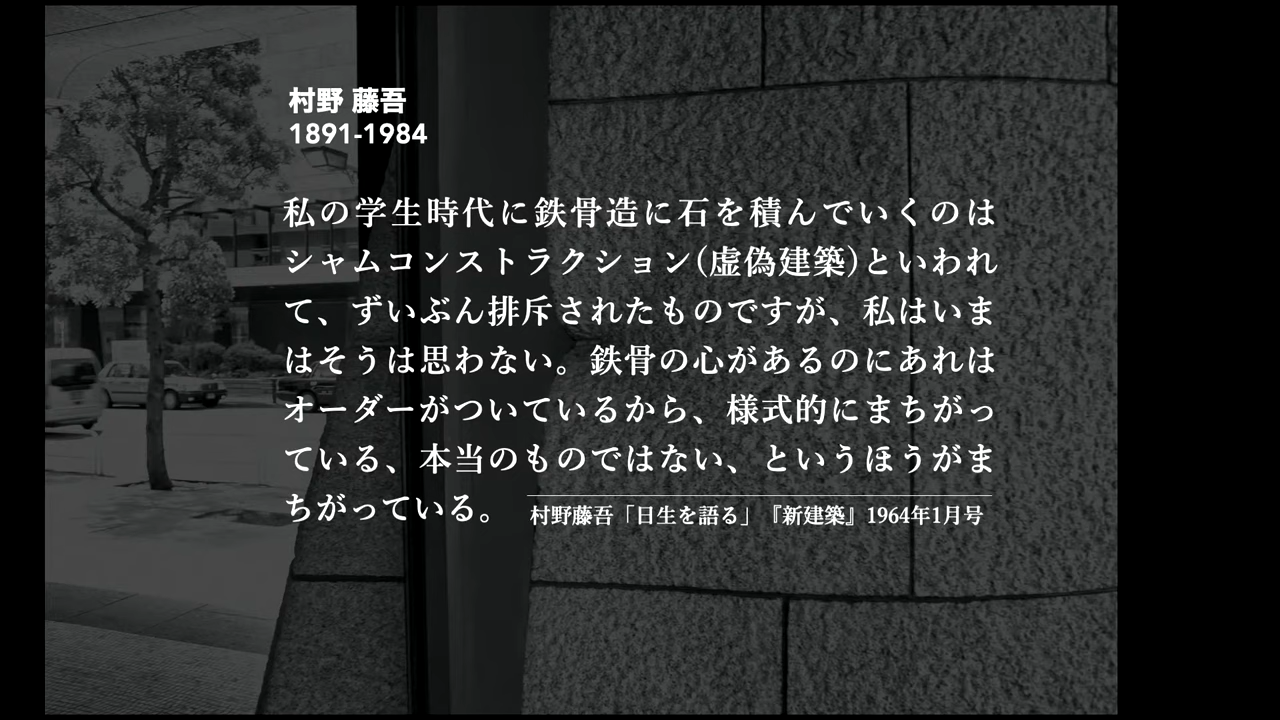 村野 藤吾
1891-1984
私の学生時代に鉄骨造に石を積んでいくのは
シャムコンストラクション(虚偽建築)といわれ
て、ずいぶん排斥されたものですが、私はいま
はそうは思わない。鉄骨の心があるのにあれは
オーダーがついているから、様式的にまちがっ
ている、本当のものではない、というほうがま
ちがっている。
村野藤吾「日生を語る」『新建築』1964年1月号